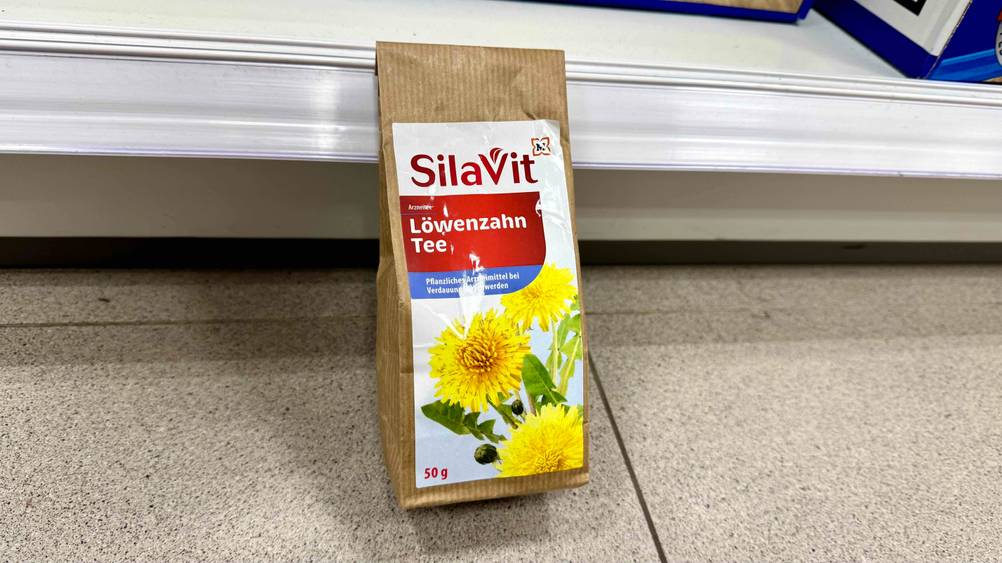 M
SilaVit
Löwenzahn
Tee
Pflanzliches Arzneimittel bei
50 g